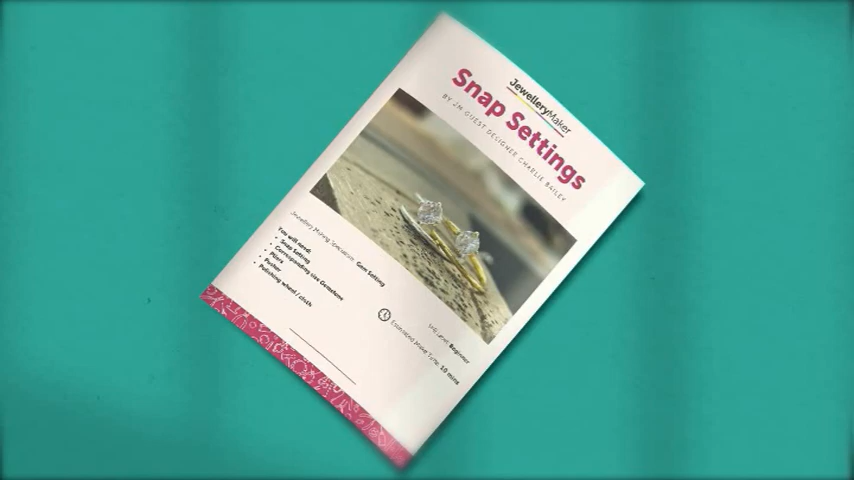 JewelleryMaker
Snap Settings
BY JM GUEST DESIGNER CHARLIE BAILEY
Jewellery Making Specialism: Gem Setting
You will need:
• Snap Setting
• Corresponding size Gemstone
• Pliers
• Pusher
• Polishing wheel / cloth
Skill Level: Beginner
Estimated Make Time: 10 mins